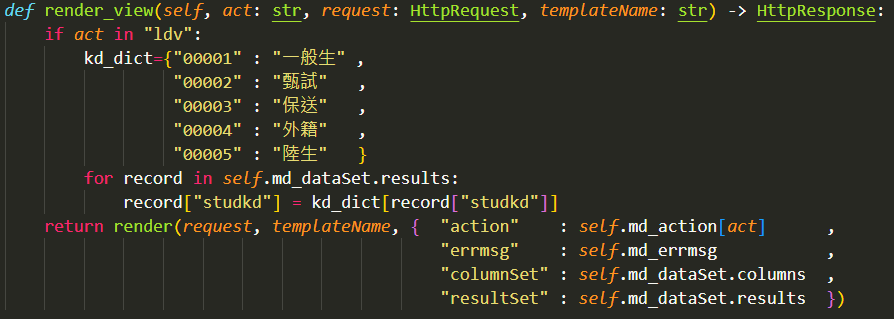 def render_view(self, act: str, request: HttpRequest, templateName: str) -> HttpResponse:
    if act in "ldv":
        kd_dict={"00001" : "一般生" ,
                 "00002" : "甄試"   ,
                 "00003" : "保送"   ,
                 "00004" : "外籍"   ,
                 "00005" : "陸生"   }
        for record in self.md_dataSet.results:
            record["studkd"] = kd_dict[record["studkd"]]
    return render(request, templateName, {  "action"    : self.md_action[act]      ,
                                            "errmsg"    : self.md_errmsg           ,
                                            "columnSet" : self.md_dataSet.columns  ,
                                            "resultSet" : self.md_dataSet.results  })